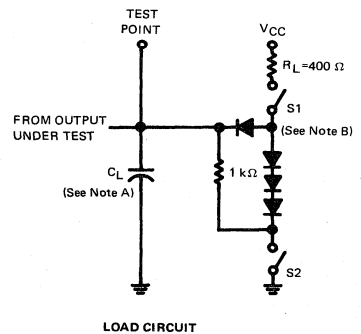 TEST
POINT
VCC
RL=400 Ω
S1
FROM OUTPUT
UNDER TEST
(See Note B)
CL
(See Note A)
1 kΩ
S2
LOAD CIRCUIT